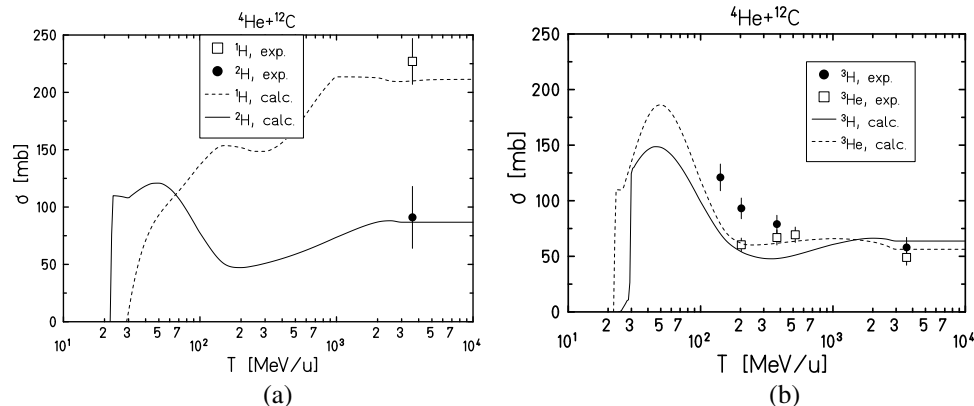 ⁴He+¹²C
250
200
150
100
50
0
σ [mb]
¹H, exp.
²H, exp.
¹H, calc.
²H, calc.
10¹ 2 3 5 7 10² 2 3 5 7 10³ 2 3 5 7 10⁴
T [MeV/u]
(a)
⁴He+¹²C
250
200
150
100
50
0
σ [mb]
³H, exp.
³He, exp.
³H, calc.
³He, calc.
10¹ 2 3 5 7 10² 2 3 5 7 10³ 2 3 5 7 10⁴
T [MeV/u]
(b)